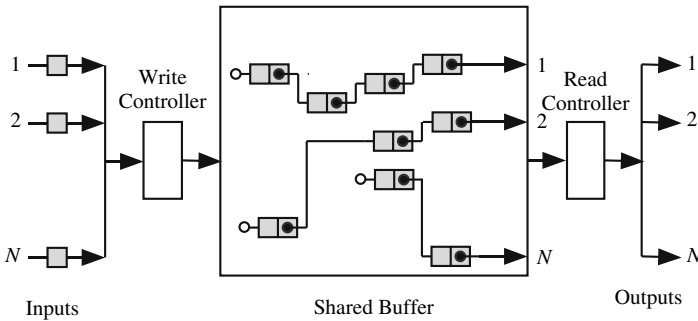 1
2
N
Inputs
Write
Controller
Shared Buffer
1
2
N
Read
Controller
1
2
N
Outputs